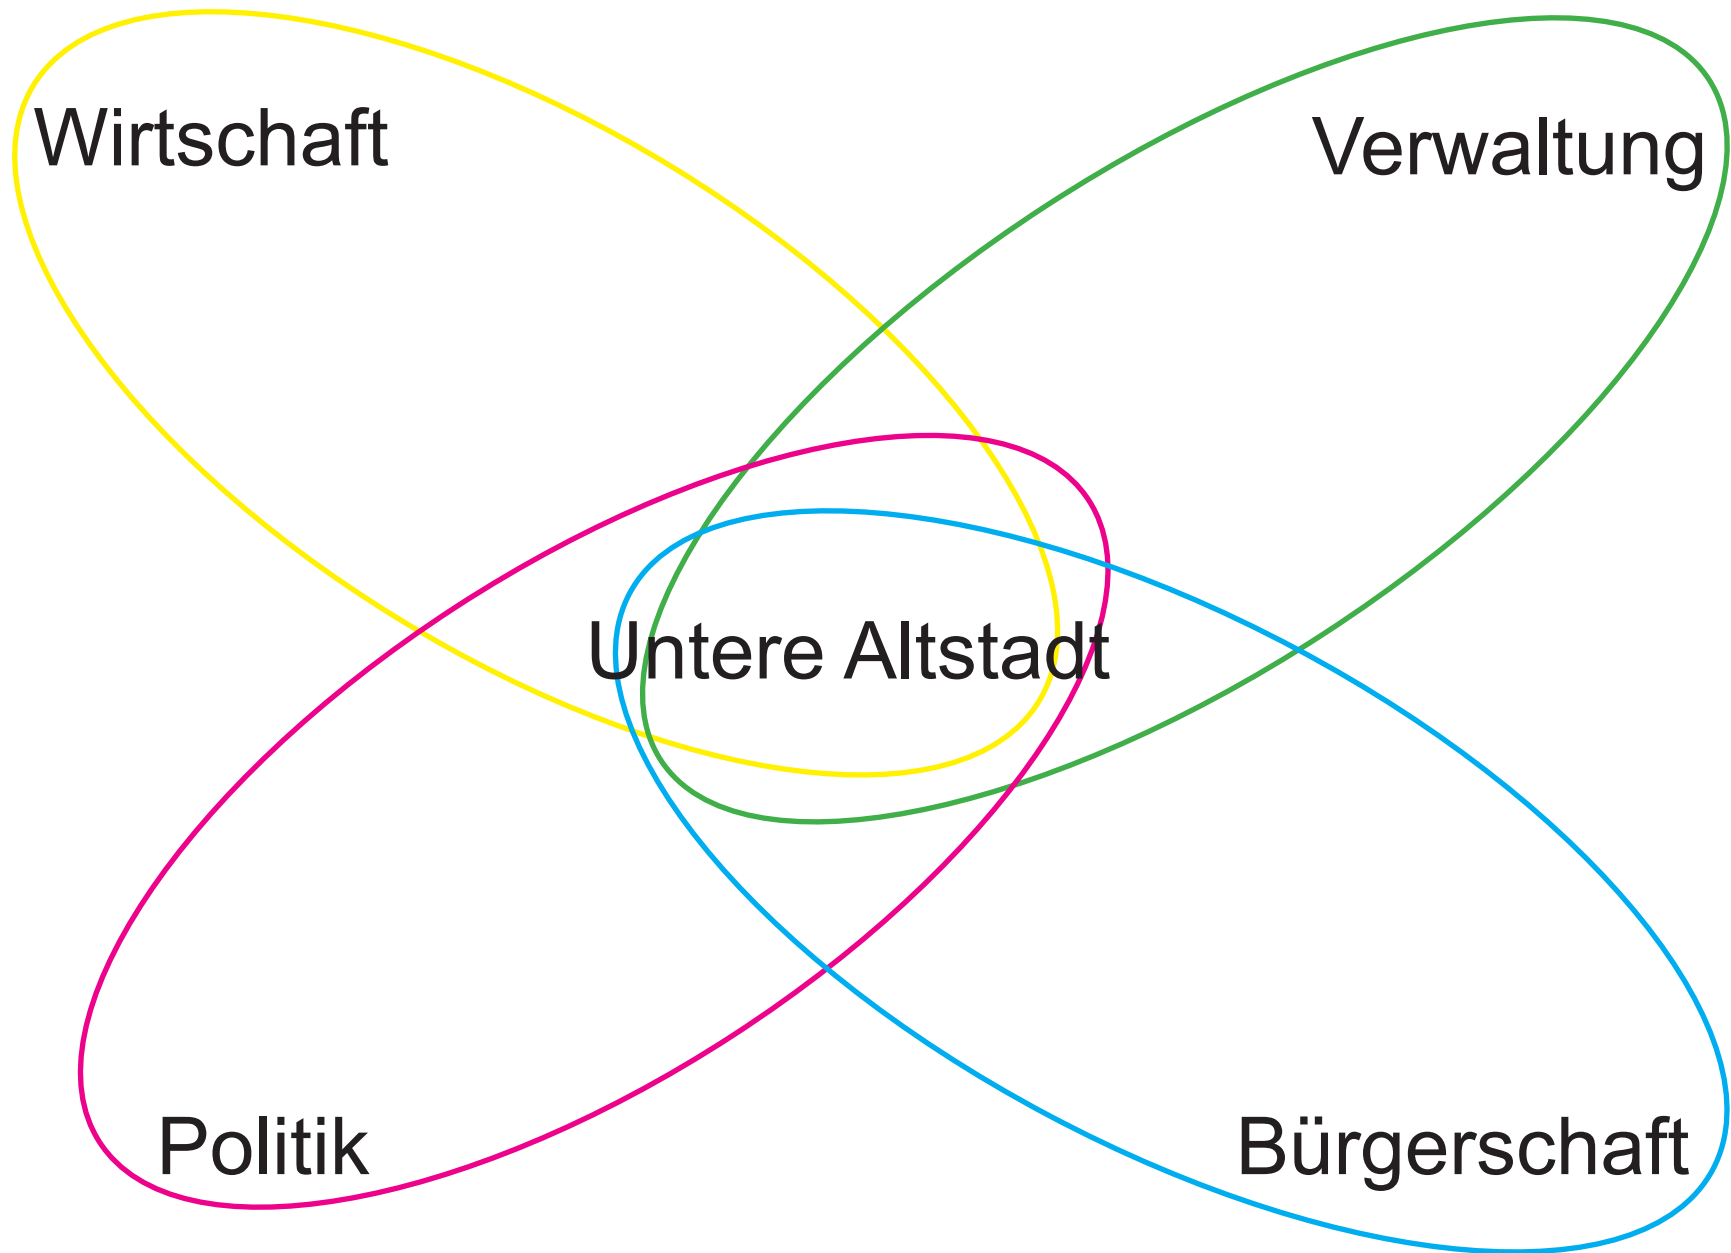 Wirtschaft
Verwaltung
Untere Altstadt
Politik
Bürgerschaft